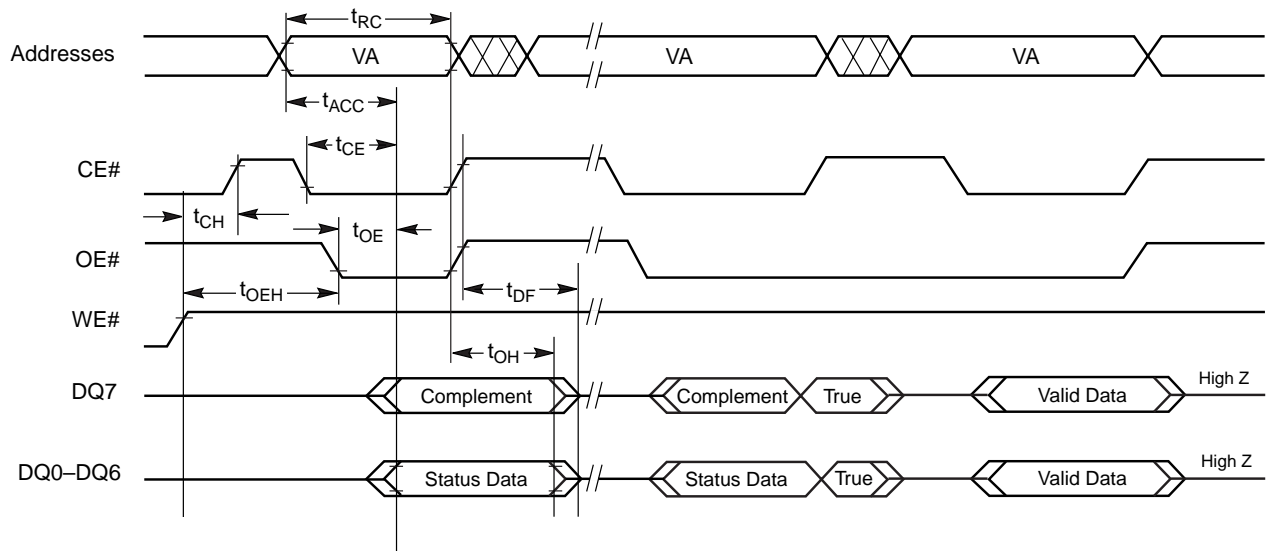 tRC
Addresses VA VA VA
tACC
tCE
CE#
tCH tOE
OE#
tOEH tDF
WE#
tOH
DQ7 Complement Complement True Valid Data High Z
DQ0–DQ6 Status Data Status Data True Valid Data High Z